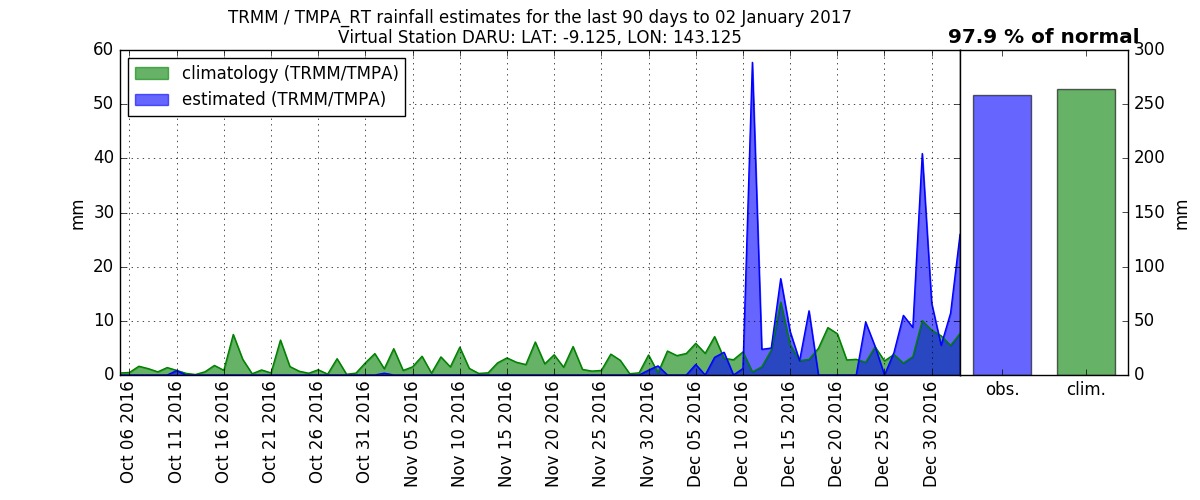 TRMM / TMPA_RT rainfall estimates for the last 90 days to 02 January 2017
Virtual Station DARU: LAT: -9.125, LON: 143.125
97.9 % of normal
climatology (TRMM/TMPA)
estimated (TRMM/TMPA)
mm
60
50
40
30
20
10
0
Oct 06 2016
Oct 11 2016
Oct 16 2016
Oct 21 2016
Oct 26 2016
Oct 31 2016
Nov 05 2016
Nov 10 2016
Nov 15 2016
Nov 20 2016
Nov 25 2016
Nov 30 2016
Dec 05 2016
Dec 10 2016
Dec 15 2016
Dec 20 2016
Dec 25 2016
Dec 30 2016
obs.
clim.
300
250
200
150
100
50
0
mm